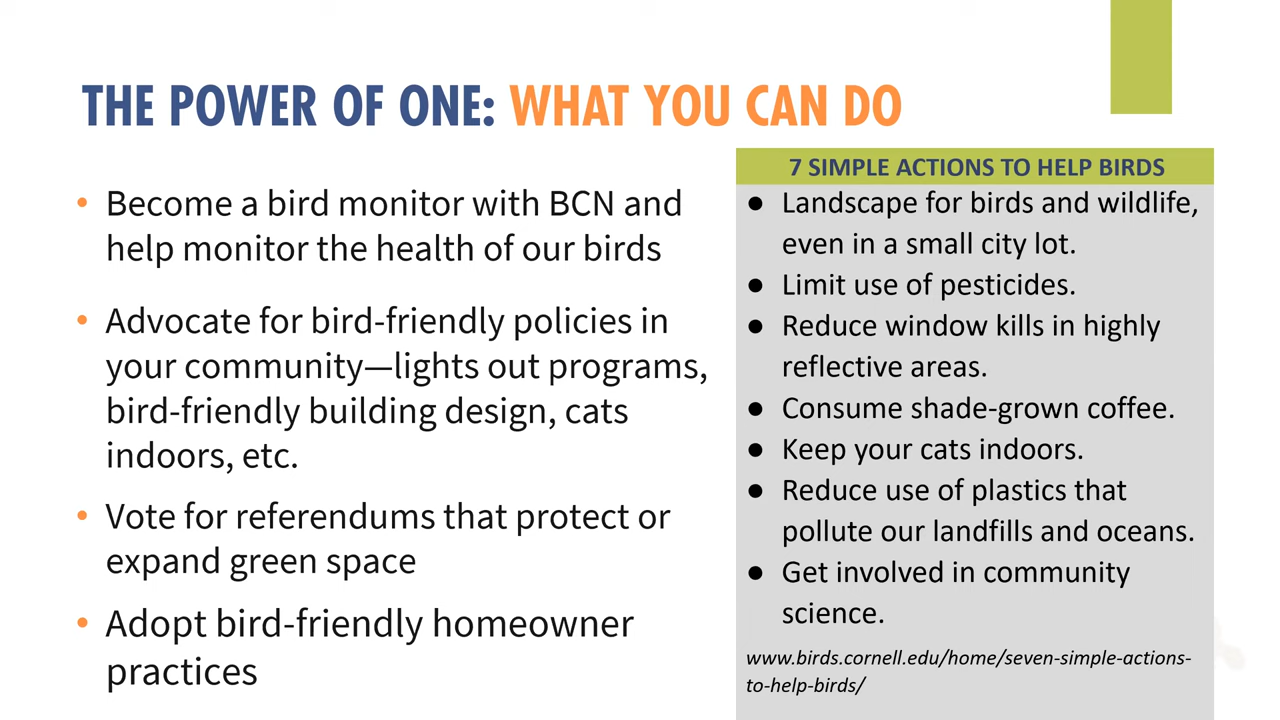 THE POWER OF ONE: WHAT YOU CAN DO
• Become a bird monitor with BCN and
help monitor the health of our birds
• Advocate for bird-friendly policies in
your community—lights out programs,
bird-friendly building design, cats
indoors, etc.
• Vote for referendums that protect or
expand green space
• Adopt bird-friendly homeowner
practices
7 SIMPLE ACTIONS TO HELP BIRDS
● Landscape for birds and wildlife,
even in a small city lot.
● Limit use of pesticides.
● Reduce window kills in highly
reflective areas.
● Consume shade-grown coffee.
● Keep your cats indoors.
● Reduce use of plastics that
pollute our landfills and oceans.
● Get involved in community
science.
www.birds.cornell.edu/home/seven-simple-actions-
to-help-birds/